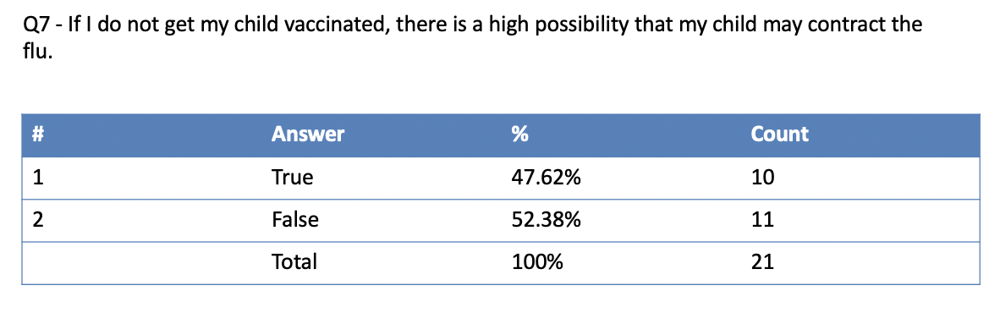 Q7 - If I do not get my child vaccinated, there is a high possibility that my child may contract the
flu.
# Answer % Count
1 True 47.62% 10
2 False 52.38% 11
Total 100% 21